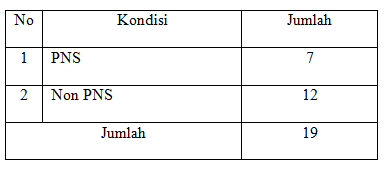 No Kondisi Jumlah
1 PNS 7
2 Non PNS 12
Jumlah 19